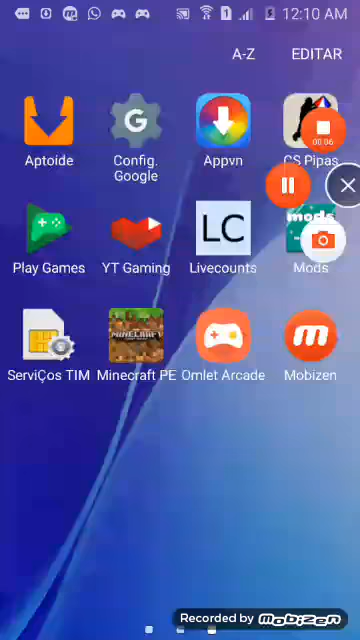 12:10 AM
A-Z EDITAR
G
Aptoide Config. Google Appvn CS Pipas
00:06
LC mods
Play Games YT Gaming Livecounts Mods
MINECRAFT
ServiÇos TIM Minecraft PE Omlet Arcade Mobizen
Recorded by mobizen